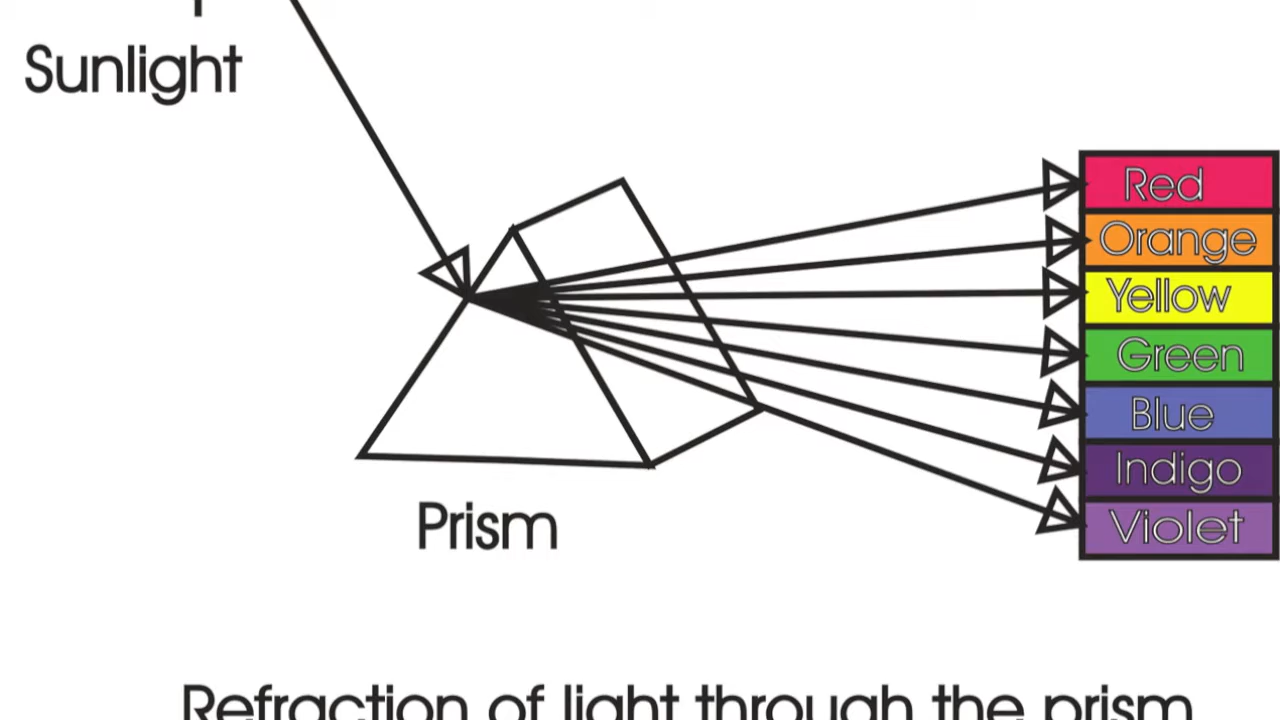 Sunlight
Red
Orange
Yellow
Green
Blue
Indigo
Violet
Prism
Refraction of light through the prism